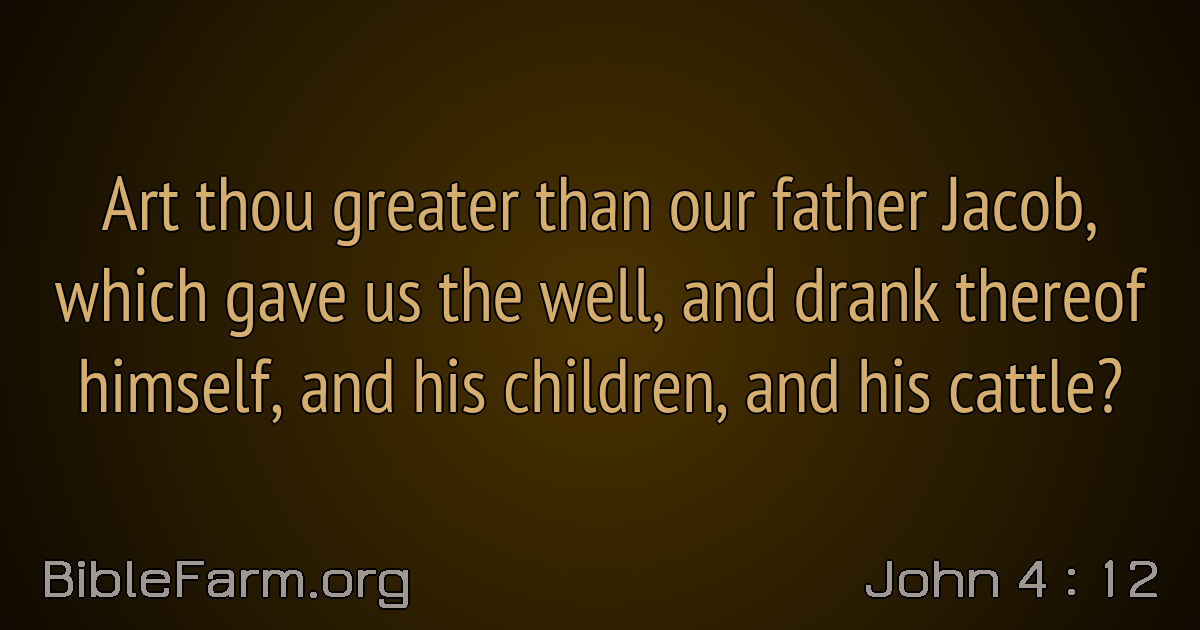 Art thou greater than our father Jacob,
which gave us the well, and drank thereof
himself, and his children, and his cattle?
BibleFarm.org
John 4 : 12